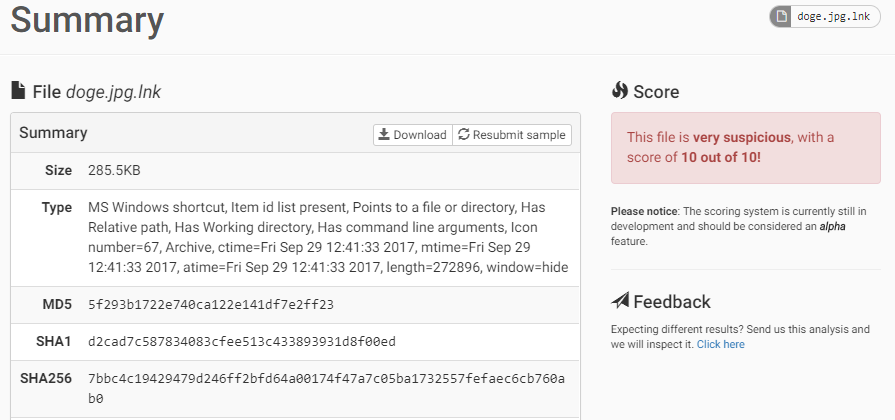 Summary
doge.jpg.lnk
File doge.jpg.lnk
Summary
Download
Resubmit sample
Size 285.5KB
Type MS Windows shortcut, Item id list present, Points to a file or directory, Has
Relative path, Has Working directory, Has command line arguments, Icon
number=67, Archive, ctime=Fri Sep 29 12:41:33 2017, mtime=Fri Sep 29
12:41:33 2017, atime=Fri Sep 29 12:41:33 2017, length=272896, window=hide
MD5 5f293b1722e740ca122e141df7e2ff23
SHA1 d2cad7c587834083cfee513c433893931d8f00ed
SHA256 7bbc4c19429479d246ff2bfd64a00174f47a7c05ba1732557fefaec6cb760a
b0
Score
This file is very suspicious, with a
score of 10 out of 10!
Please notice: The scoring system is currently still in
development and should be considered an alpha
feature.
Feedback
Expecting different results? Send us this analysis and
we will inspect it. Click here